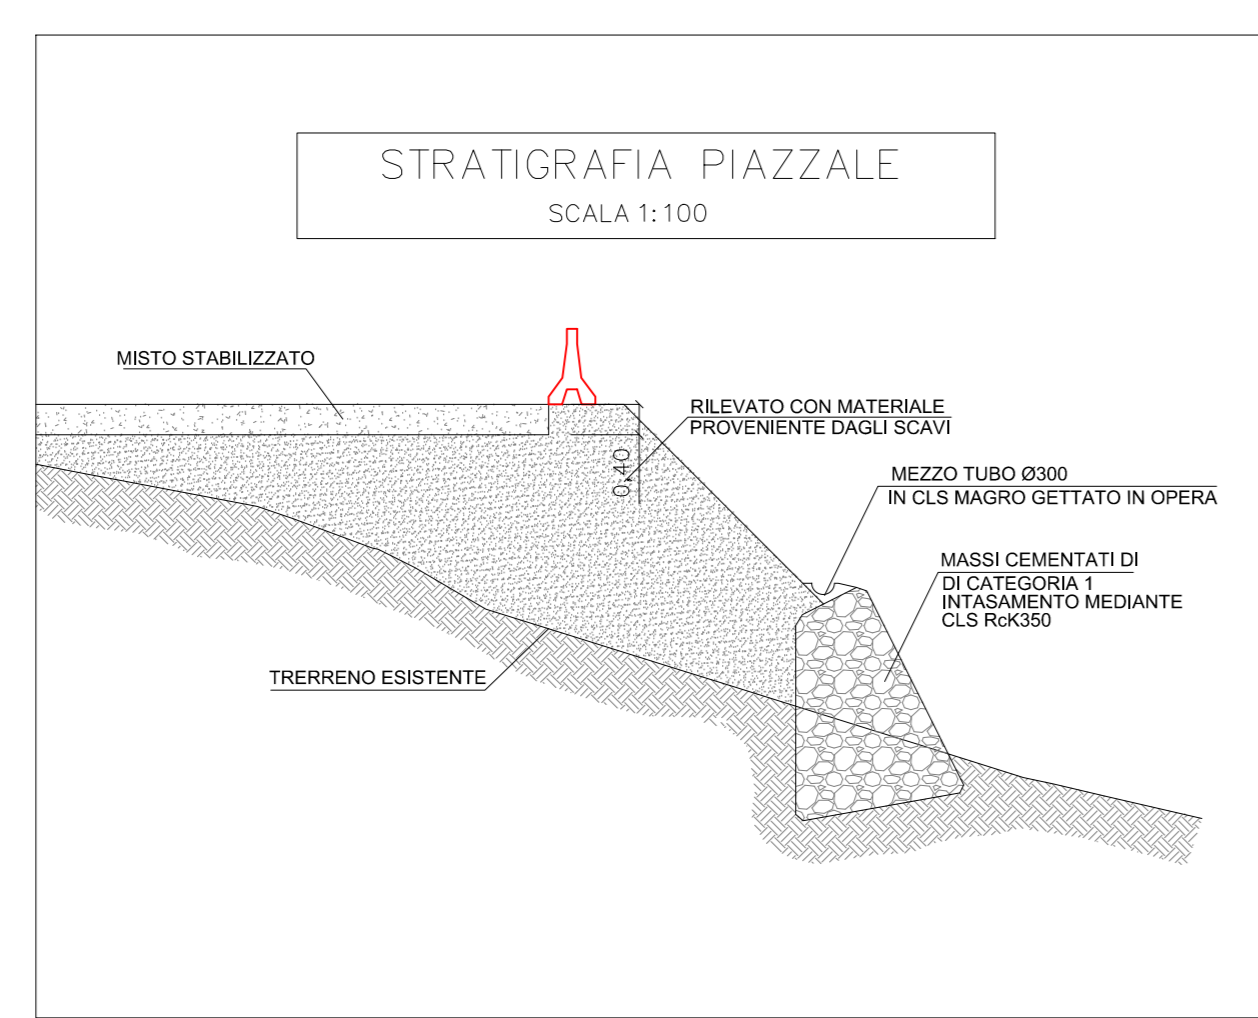 STRATIGRAFIA PIAZZALE
SCALA 1:100
MISTO STABILIZZATO
RILEVATO CON MATERIALE
PROVENIENTE DAGLI SCAVI
0,40
MEZZO TUBO Ø300
IN CLS MAGRO GETTATO IN OPERA
MASSI CEMENTATI DI
DI CATEGORIA 1
INTASAMENTO MEDIANTE
CLS RcK350
TRERRENO ESISTENTE